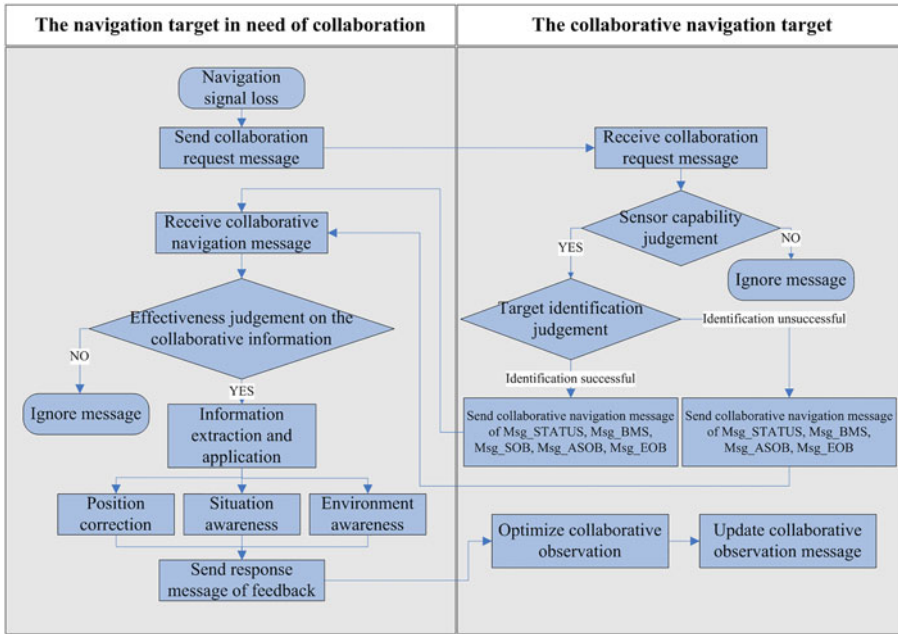 The navigation target in need of collaboration
The collaborative navigation target
Navigation
signal loss
Send collaboration
request message
Receive collaboration
request message
Sensor capability
judgement
YES
NO
Ignore message
Receive collaborative
navigation message
Target identification
judgement
Identification unsuccessful
Identification successful
Effectiveness judgement on the
collaborative information
NO
YES
Ignore message
Information
extraction and
application
Send collaborative navigation message
of Msg_STATUS, Msg_BMS,
Msg_SOB, Msg_ASOB, Msg_EOB
Send collaborative navigation message
of Msg_STATUS, Msg_BMS,
Msg_ASOB, Msg_EOB
Position
correction
Situation
awareness
Environment
awareness
Send response
message of feedback
Optimize collaborative
observation
Update collaborative
observation message